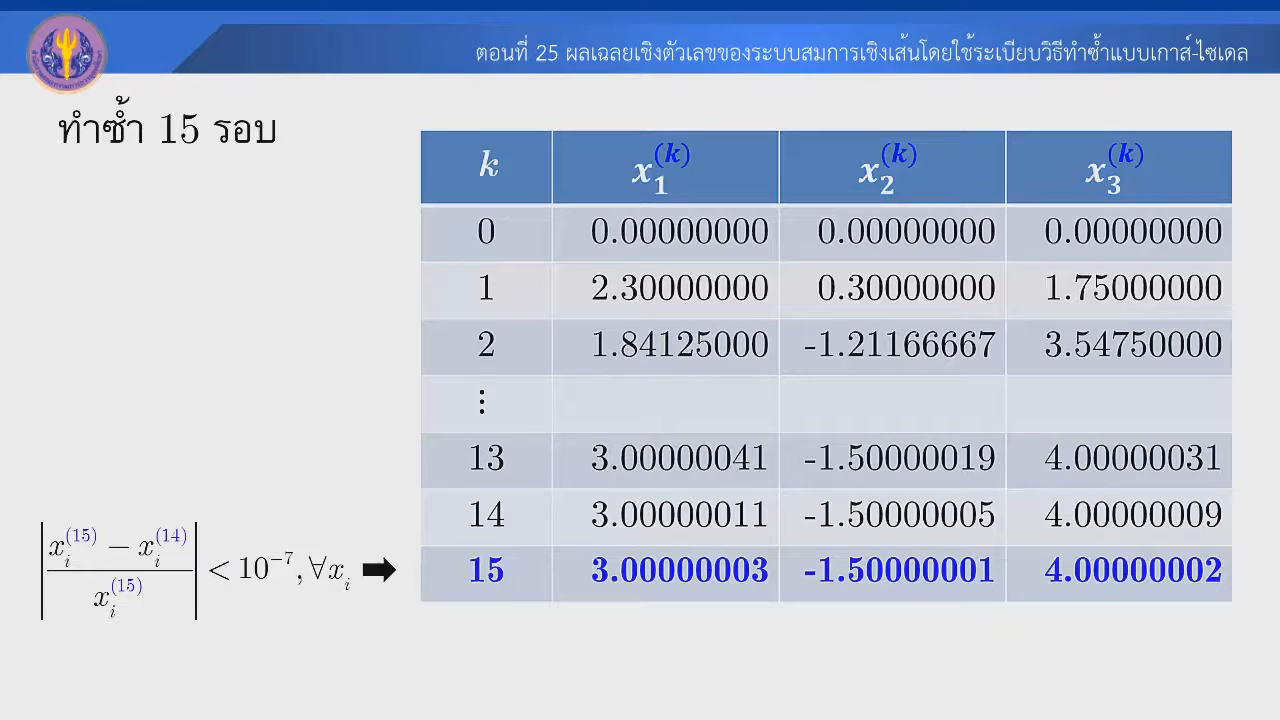 ตอนที่ 25 ผลเฉลยเชิงตัวเลขของระบบสมการเชิงเส้นโดยใช้ระเบียบวิธีทำซ้ำแบบเกาส์-ไซเดล
ทำซ้ำ 15 รอบ
k x₁^(k) x₂^(k) x₃^(k)
0 0.00000000 0.00000000 0.00000000
1 2.30000000 0.30000000 1.75000000
2 1.84125000 -1.21166667 3.54750000
⋮
13 3.00000041 -1.50000019 4.00000031
14 3.00000011 -1.50000005 4.00000009
15 3.00000003 -1.50000001 4.00000002
|(xᵢ^(15) − xᵢ^(14)) / xᵢ^(15)| < 10⁻⁷, ∀xᵢ ➡